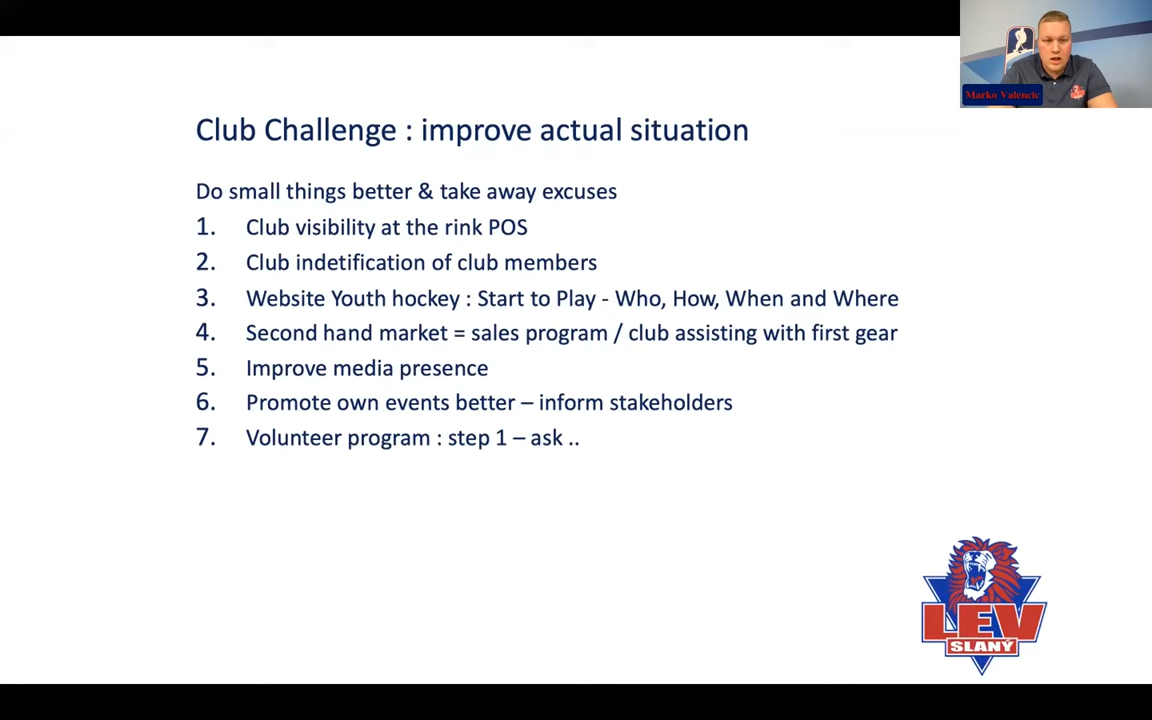 Marko Valencic
Club Challenge : improve actual situation
Do small things better & take away excuses
1. Club visibility at the rink POS
2. Club indetification of club members
3. Website Youth hockey : Start to Play - Who, How, When and Where
4. Second hand market = sales program / club assisting with first gear
5. Improve media presence
6. Promote own events better – inform stakeholders
7. Volunteer program : step 1 – ask ..
LEV
SLANÝ